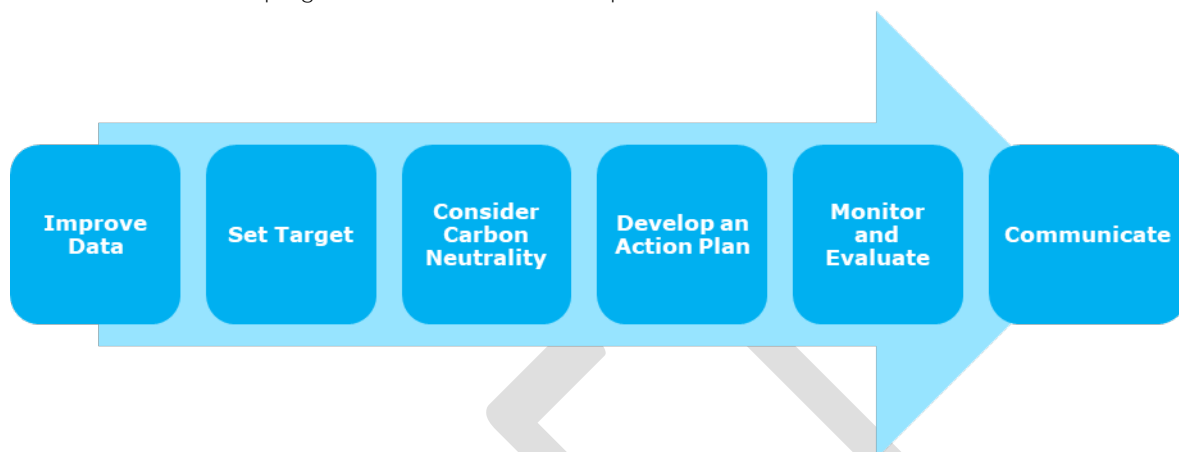 Improve
Data
Set Target
Consider
Carbon
Neutrality
Develop an
Action Plan
Monitor
and
Evaluate
Communicate